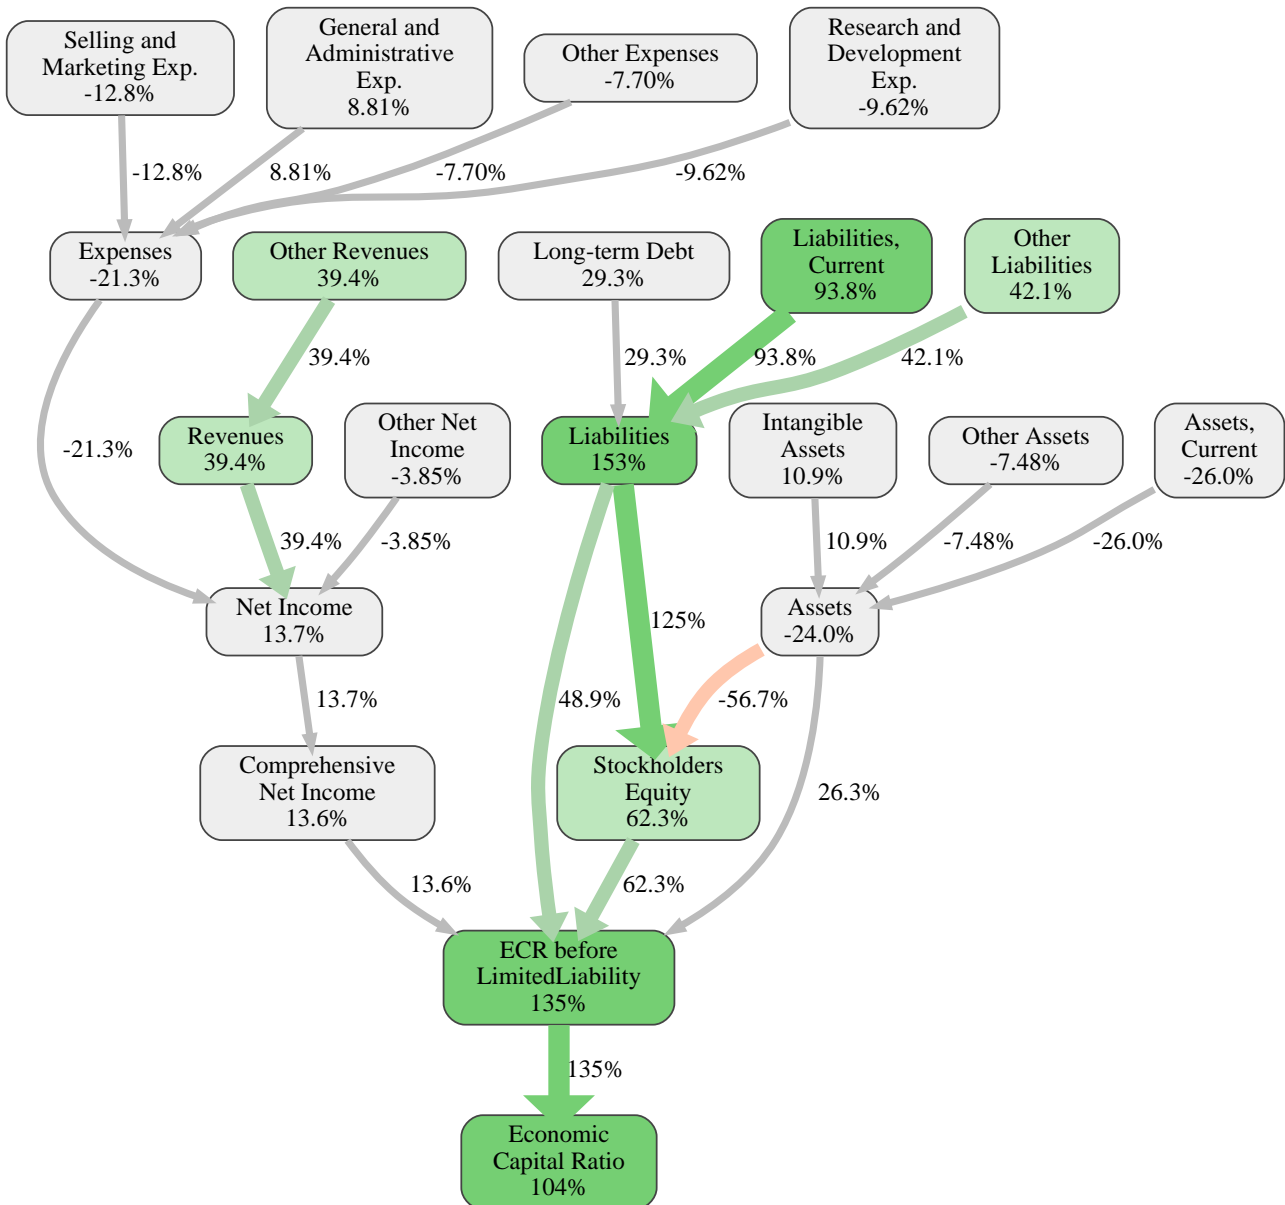 Selling and
Marketing Exp.
-12.8%
General and
Administrative
Exp.
8.81%
Other Expenses
-7.70%
Research and
Development
Exp.
-9.62%
-12.8%
8.81%
-7.70%
-9.62%
Expenses
-21.3%
Other Revenues
39.4%
Long-term Debt
29.3%
Liabilities,
Current
93.8%
Other
Liabilities
42.1%
39.4%
29.3%
93.8%
42.1%
-21.3%
Revenues
39.4%
Other Net
Income
-3.85%
Liabilities
153%
Intangible
Assets
10.9%
Other Assets
-7.48%
Assets,
Current
-26.0%
39.4%
-3.85%
10.9%
-7.48%
-26.0%
Net Income
13.7%
125%
Assets
-24.0%
13.7%
48.9%
-56.7%
Comprehensive
Net Income
13.6%
Stockholders
Equity
62.3%
26.3%
13.6%
62.3%
ECR before
LimitedLiability
135%
135%
Economic
Capital Ratio
104%